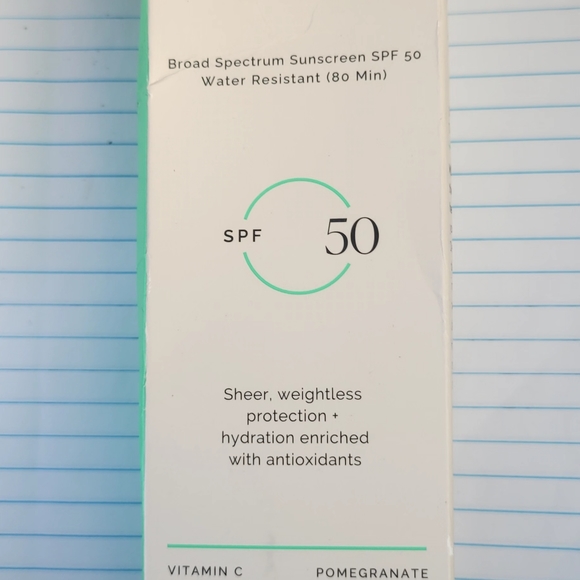 Broad Spectrum Sunscreen SPF 50
Water Resistant (80 Min)
SPF 50
Sheer, weightless
protection +
hydration enriched
with antioxidants
VITAMIN C POMEGRANATE